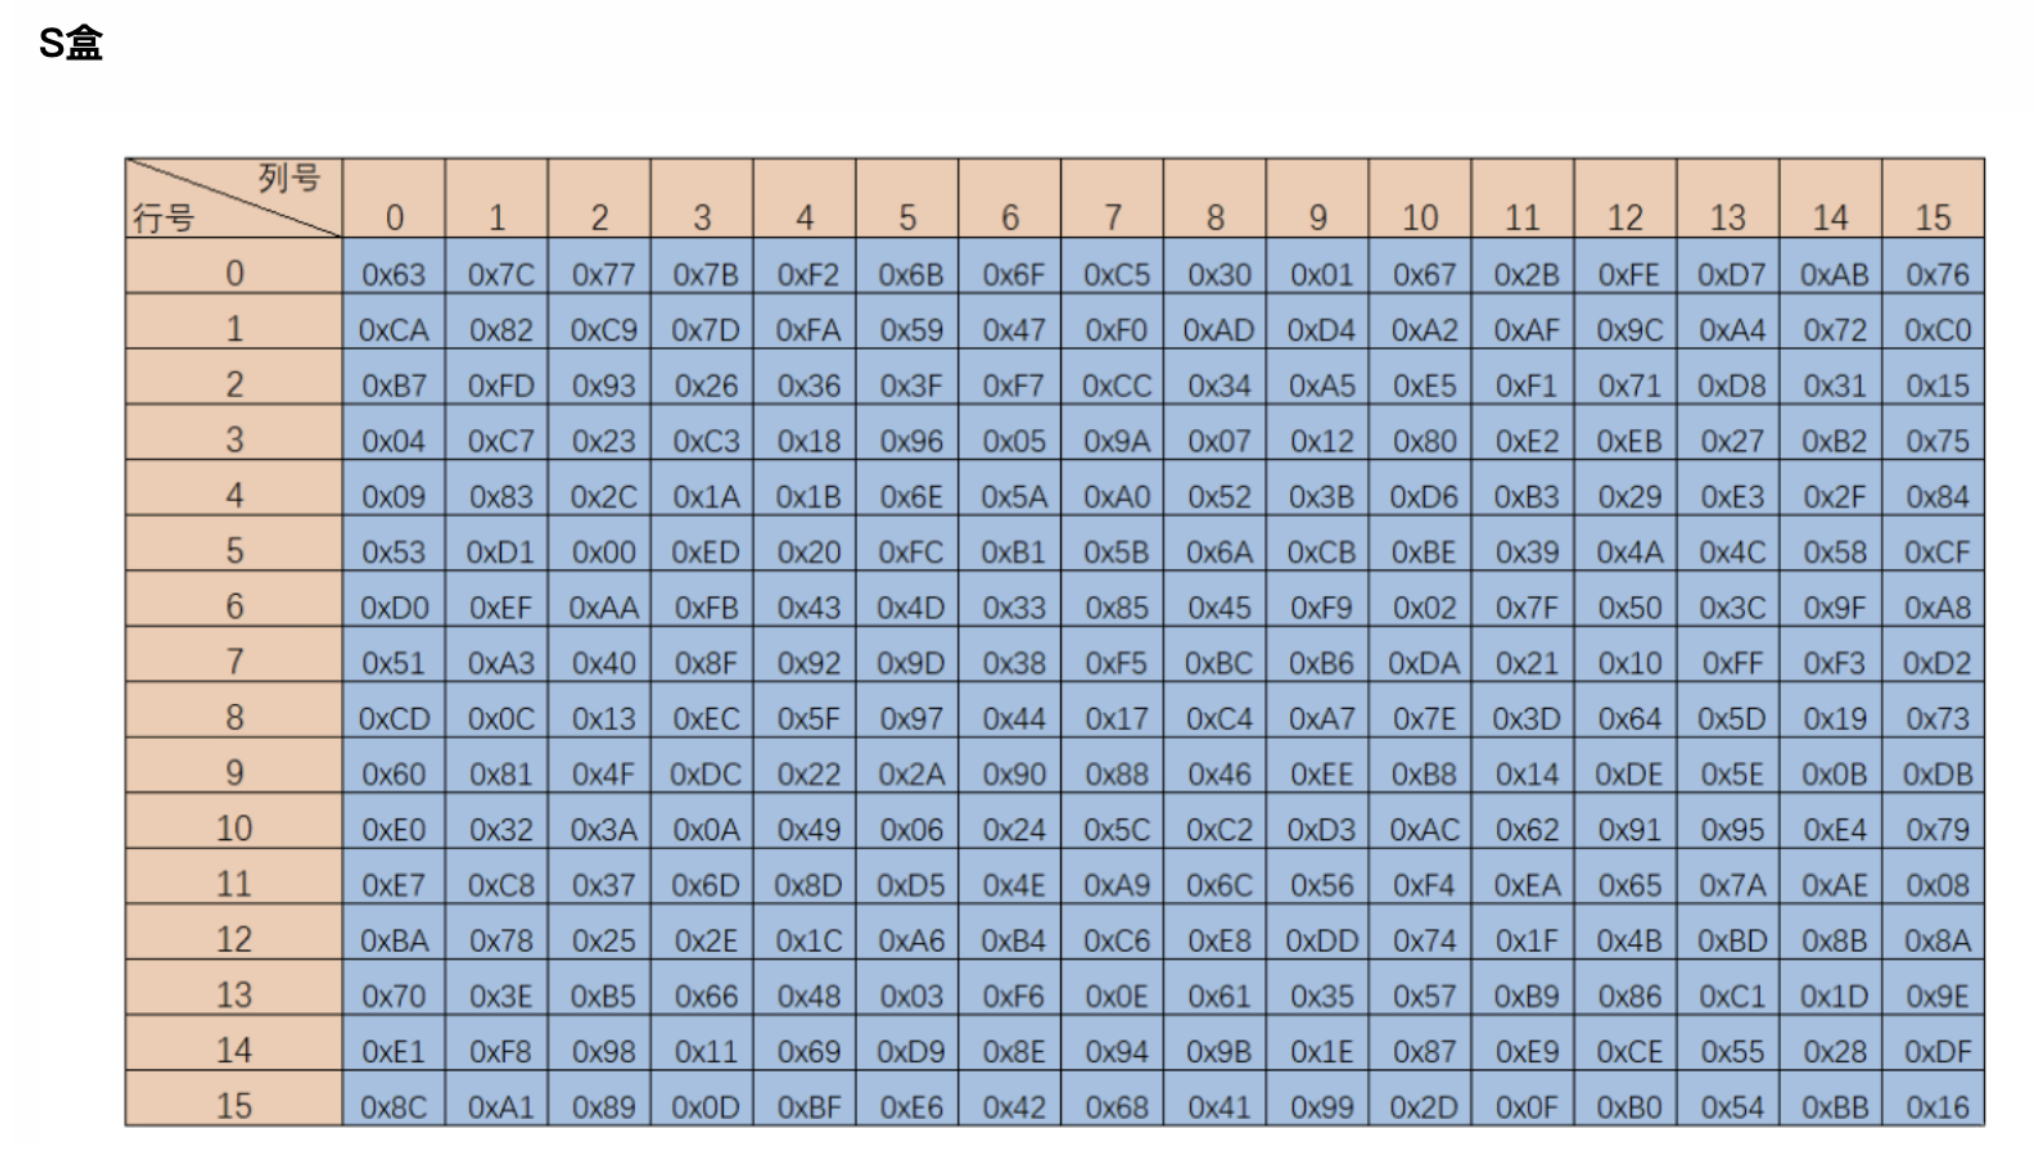 S盒
列号
行号 0 1 2 3 4 5 6 7 8 9 10 11 12 13 14 15
0 0x63 0x7C 0x77 0x7B 0xF2 0x6B 0x6F 0xC5 0x30 0x01 0x67 0x2B 0xFE 0xD7 0xAB 0x76
1 0xCA 0x82 0xC9 0x7D 0xFA 0x59 0x47 0xF0 0xAD 0xD4 0xA2 0xAF 0x9C 0xA4 0x72 0xC0
2 0xB7 0xFD 0x93 0x26 0x36 0x3F 0xF7 0xCC 0x34 0xA5 0xE5 0xF1 0x71 0xD8 0x31 0x15
3 0x04 0xC7 0x23 0xC3 0x18 0x96 0x05 0x9A 0x07 0x12 0x80 0xE2 0xEB 0x27 0xB2 0x75
4 0x09 0x83 0x2C 0x1A 0x1B 0x6E 0x5A 0xA0 0x52 0x3B 0xD6 0xB3 0x29 0xE3 0x2F 0x84
5 0x53 0xD1 0x00 0xED 0x20 0xFC 0xB1 0x5B 0x6A 0xCB 0xBE 0x39 0x4A 0x4C 0x58 0xCF
6 0xD0 0xEF 0xAA 0xFB 0x43 0x4D 0x33 0x85 0x45 0xF9 0x02 0x7F 0x50 0x3C 0x9F 0xA8
7 0x51 0xA3 0x40 0x8F 0x92 0x9D 0x38 0xF5 0xBC 0xB6 0xDA 0x21 0x10 0xFF 0xF3 0xD2
8 0xCD 0x0C 0x13 0xEC 0x5F 0x97 0x44 0x17 0xC4 0xA7 0x7E 0x3D 0x64 0x5D 0x19 0x73
9 0x60 0x81 0x4F 0xDC 0x22 0x2A 0x90 0x88 0x46 0xEE 0xB8 0x14 0xDE 0x5E 0x0B 0xDB
10 0xE0 0x32 0x3A 0x0A 0x49 0x06 0x24 0x5C 0xC2 0xD3 0xAC 0x62 0x91 0x95 0xE4 0x79
11 0xE7 0xC8 0x37 0x6D 0x8D 0xD5 0x4E 0xA9 0x6C 0x56 0xF4 0xEA 0x65 0x7A 0xAE 0x08
12 0xBA 0x78 0x25 0x2E 0x1C 0xA6 0xB4 0xC6 0xE8 0xDD 0x74 0x1F 0x4B 0xBD 0x8B 0x8A
13 0x70 0x3E 0xB5 0x66 0x48 0x03 0xF6 0x0E 0x61 0x35 0x57 0xB9 0x86 0xC1 0x1D 0x9E
14 0xE1 0xF8 0x98 0x11 0x69 0xD9 0x8E 0x94 0x9B 0x1E 0x87 0xE9 0xCE 0x55 0x28 0xDF
15 0x8C 0xA1 0x89 0x0D 0xBF 0xE6 0x42 0x68 0x41 0x99 0x2D 0x0F 0xB0 0x54 0xBB 0x16